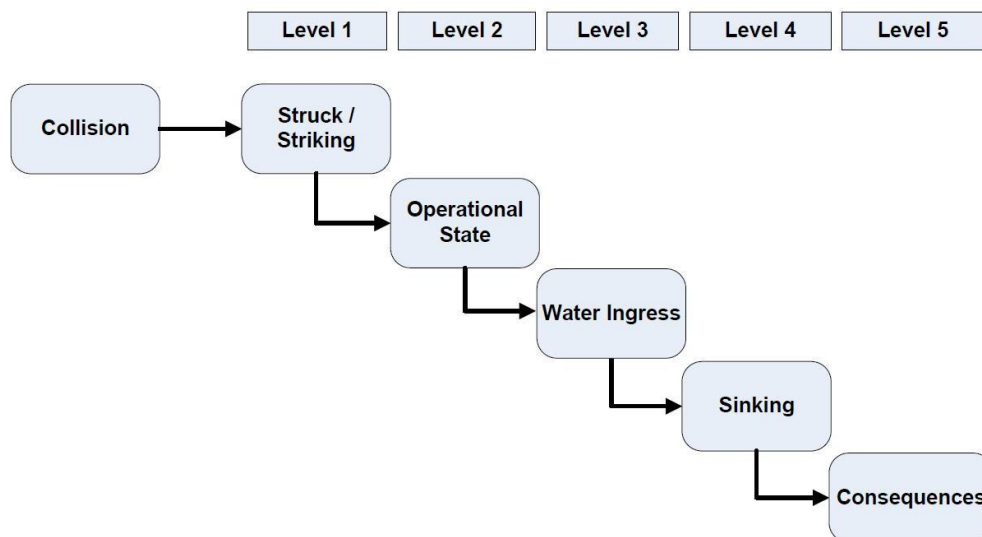 Level 1 Level 2 Level 3 Level 4 Level 5
Collision
Struck /
Striking
Operational
State
Water Ingress
Sinking
Consequences